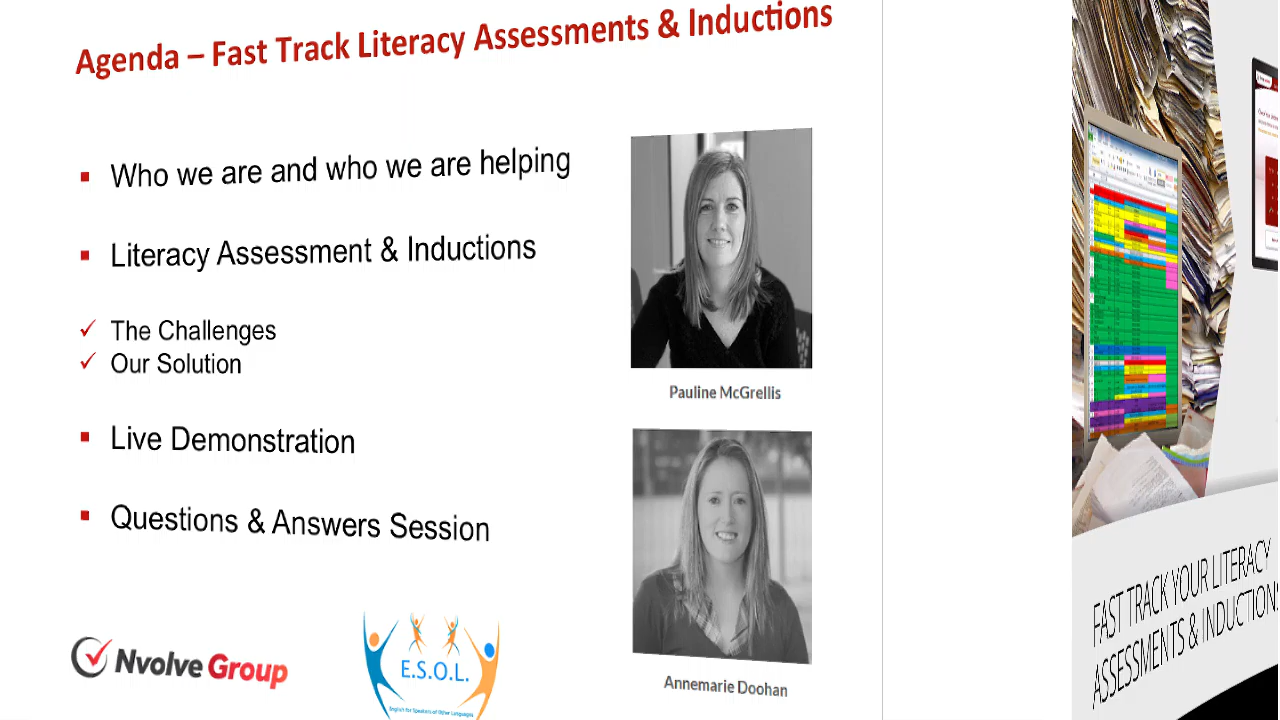 Agenda – Fast Track Literacy Assessments & Inductions
Who we are and who we are helping
Literacy Assessment & Inductions
The Challenges
Our Solution
Live Demonstration
Questions & Answers Session
Pauline McGrellis
Annemarie Doohan
Nvolve Group
E.S.O.L.
English for Speakers of Other Languages
FAST TRACK YOUR LITERACY
ASSESSMENTS & INDUCTIONS